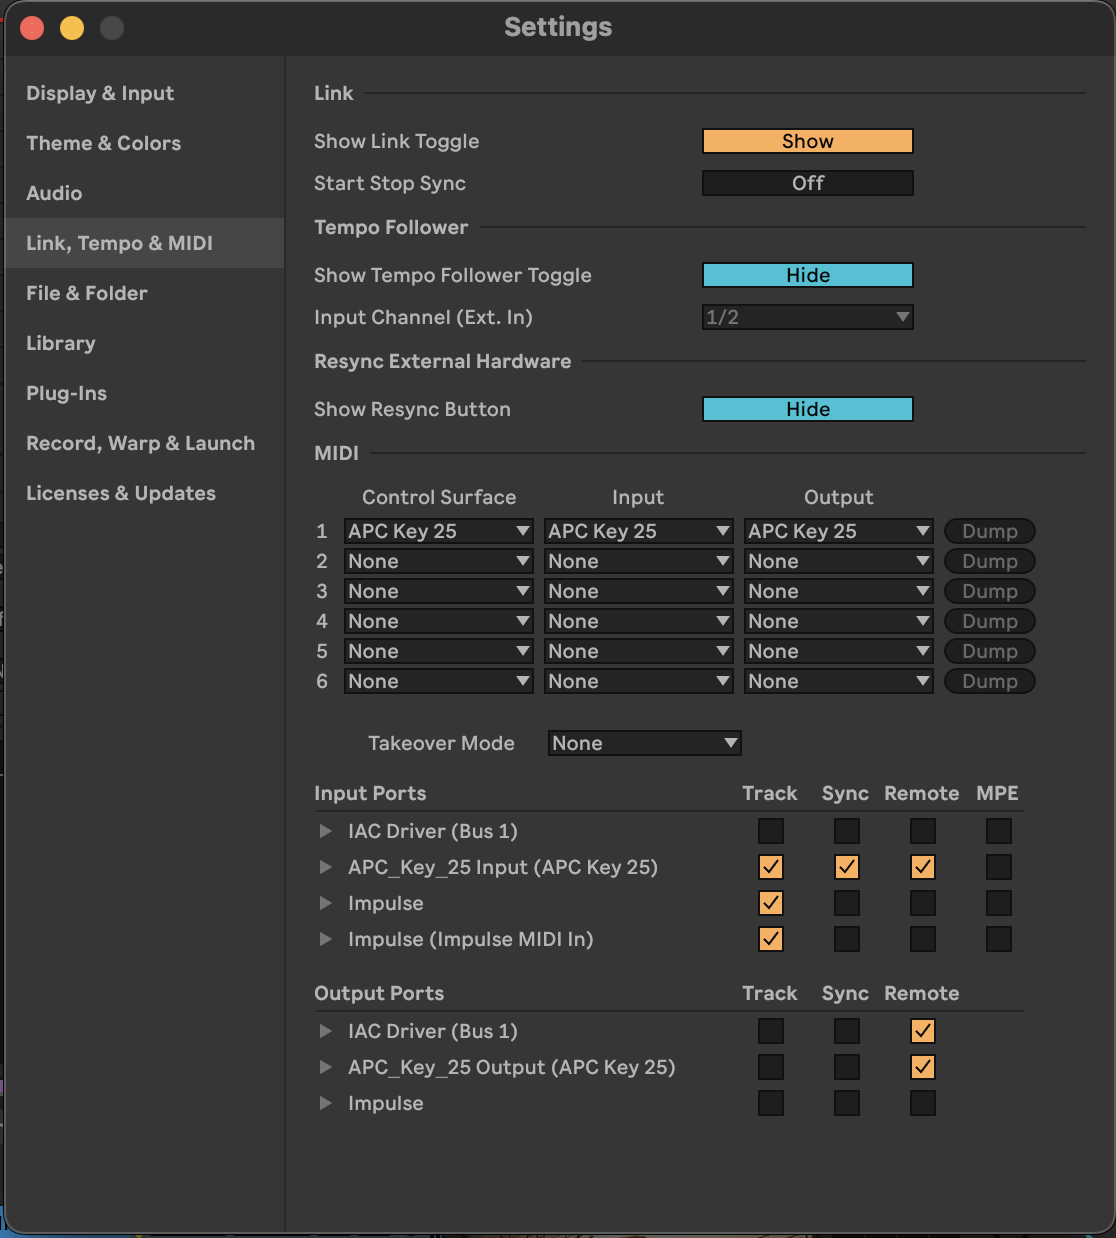 Settings
Display & Input
Theme & Colors
Audio
Link, Tempo & MIDI
File & Folder
Library
Plug-Ins
Record, Warp & Launch
Licenses & Updates
Link
Show Link Toggle Show
Start Stop Sync Off
Tempo Follower
Show Tempo Follower Toggle Hide
Input Channel (Ext. In) 1/2
Resync External Hardware
Show Resync Button Hide
MIDI
Control Surface Input Output
1 APC Key 25 APC Key 25 APC Key 25 Dump
2 None None None Dump
3 None None None Dump
4 None None None Dump
5 None None None Dump
6 None None None Dump
Takeover Mode None
Input Ports Track Sync Remote MPE
IAC Driver (Bus 1)
APC_Key_25 Input (APC Key 25)
Impulse
Impulse (Impulse MIDI In)
Output Ports Track Sync Remote
IAC Driver (Bus 1)
APC_Key_25 Output (APC Key 25)
Impulse